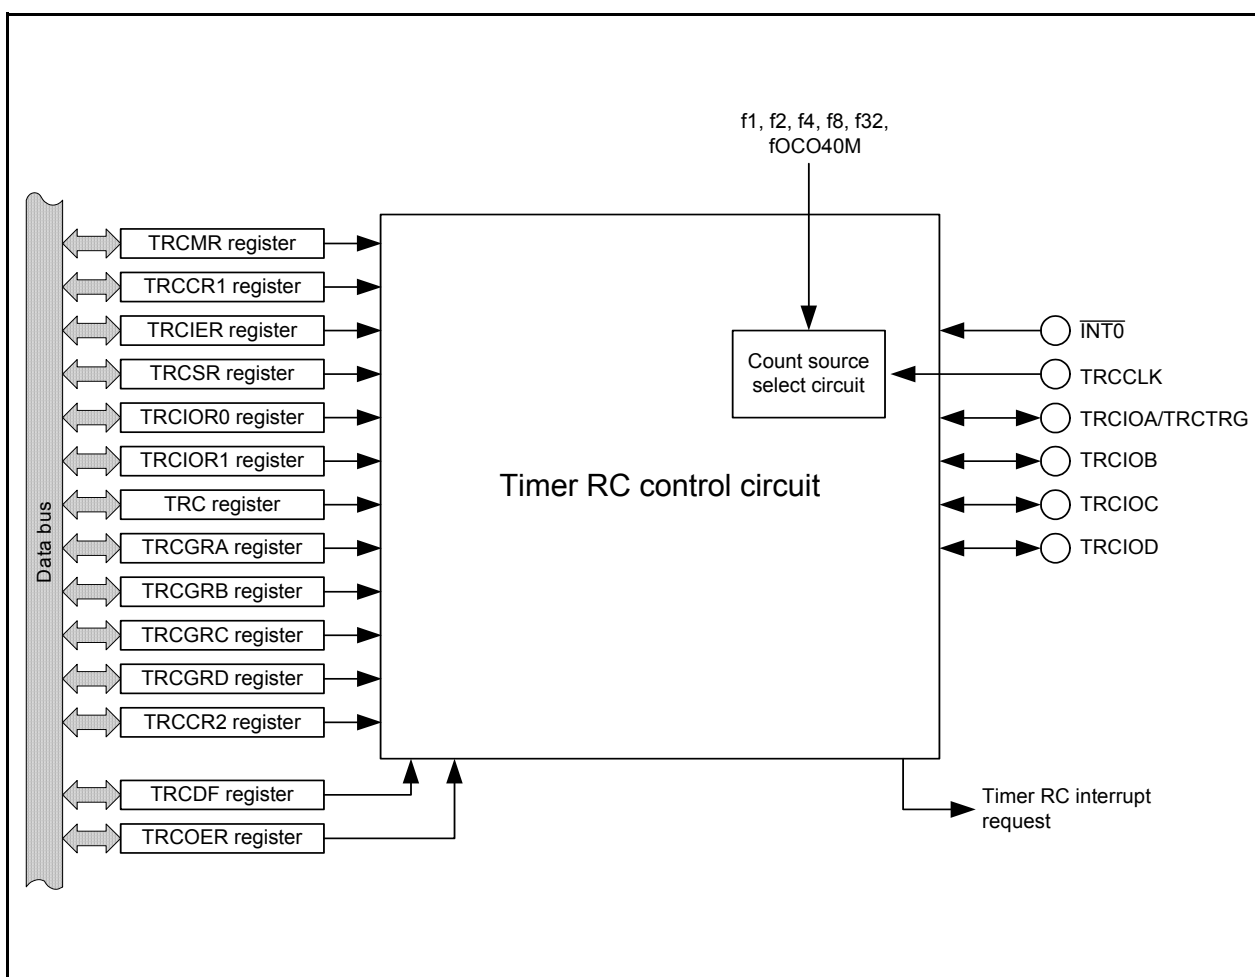 f1, f2, f4, f8, f32,
fOCO40M
Data bus
TRCMR register
TRCCR1 register
TRCIER register
TRCSR register
TRCIOR0 register
TRCIOR1 register
TRC register
TRCGRA register
TRCGRB register
TRCGRC register
TRCGRD register
TRCCR2 register
TRCDF register
TRCOER register
Timer RC control circuit
Count source
select circuit
I̅N̅T̅0̅
TRCCLK
TRCIOA/TRCTRG
TRCIOB
TRCIOC
TRCIOD
Timer RC interrupt
request